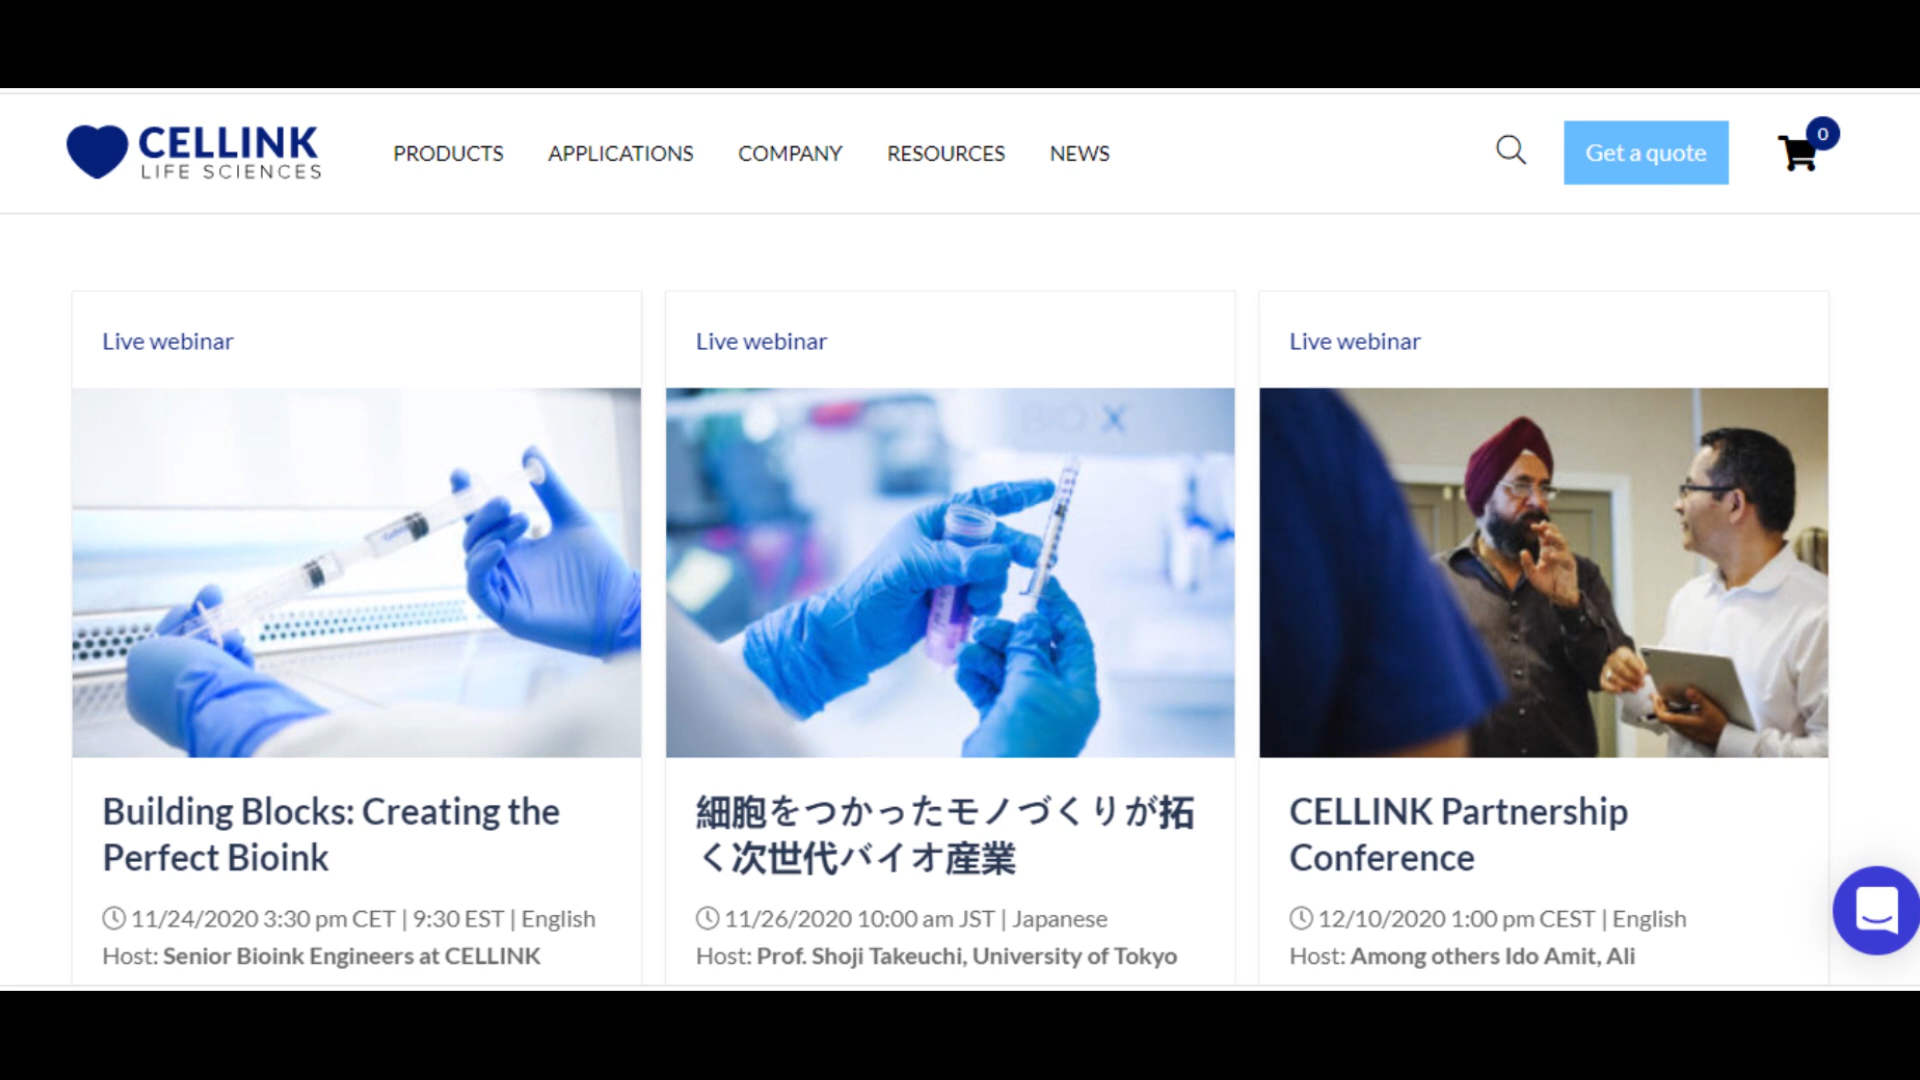 CELLINK
LIFE SCIENCES
PRODUCTS
APPLICATIONS
COMPANY
RESOURCES
NEWS
Get a quote
0
Live webinar
Building Blocks: Creating the
Perfect Bioink
11/24/2020 3:30 pm CET | 9:30 EST | English
Host: Senior Bioink Engineers at CELLINK
Live webinar
BIO X
細胞をつかったモノづくりが拓
く次世代バイオ産業
11/26/2020 10:00 am JST | Japanese
Host: Prof. Shoji Takeuchi, University of Tokyo
Live webinar
CELLINK Partnership
Conference
12/10/2020 1:00 pm CEST | English
Host: Among others Ido Amit, Ali